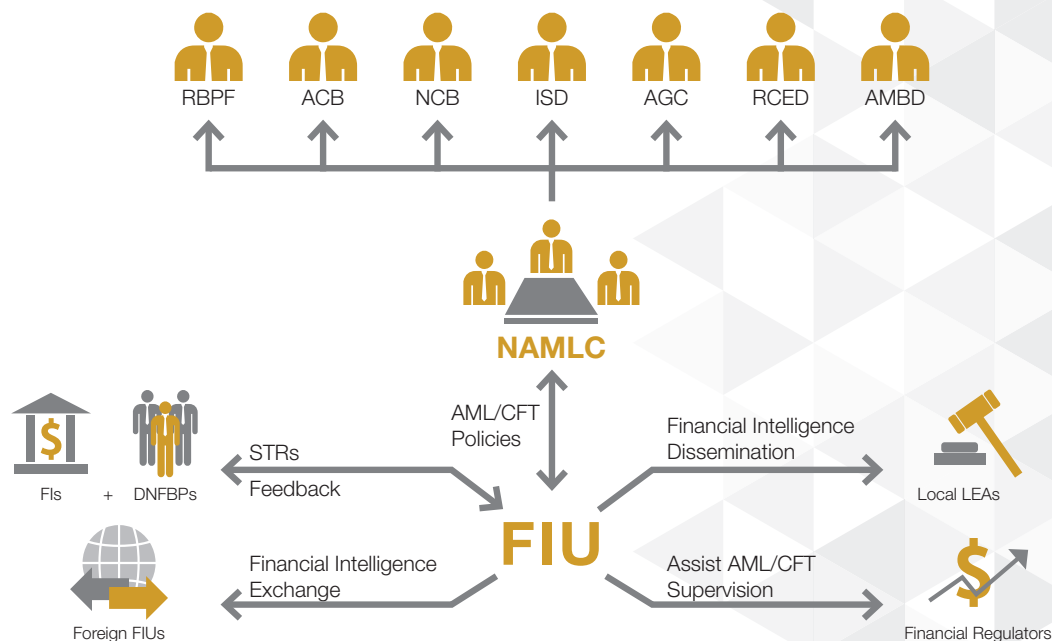 RBPF ACB NCB ISD AGC RCED AMBD
NAMLC
AML/CFT
Policies
STRs
Feedback
FIs + DNFBPs
Financial Intelligence
Dissemination
Local LEAs
FIU
Financial Intelligence
Exchange
Foreign FIUs
Assist AML/CFT
Supervision
$
Financial Regulators